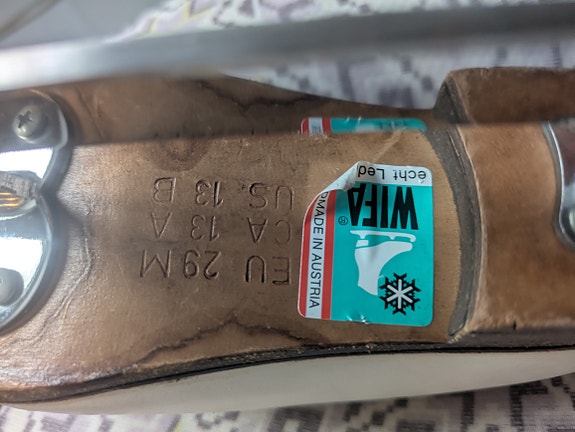 EU 29 M
CA 13 A
US. 13 B
echt Led
WIFA®
MADE IN AUSTRIA